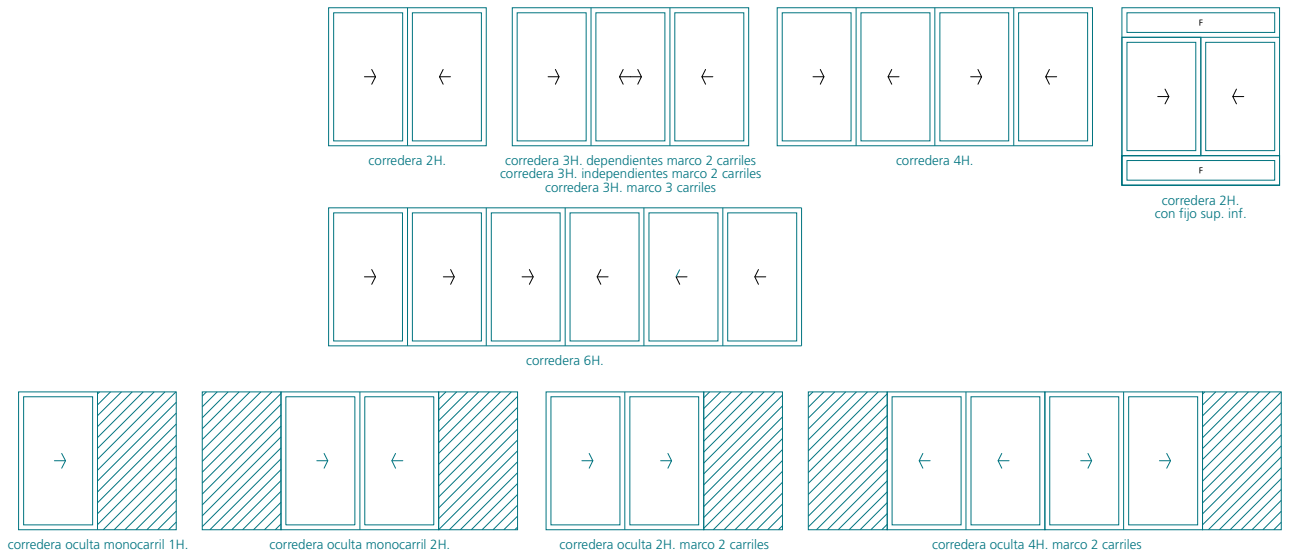 F
corredera 2H.
corredera 3H. dependientes marco 2 carriles
corredera 3H. independientes marco 2 carriles
corredera 3H. marco 3 carriles
corredera 4H.
F
corredera 2H.
con fijo sup. inf.
corredera 6H.
corredera oculta monocarril 1H.
corredera oculta monocarril 2H.
corredera oculta 2H. marco 2 carriles
corredera oculta 4H. marco 2 carriles